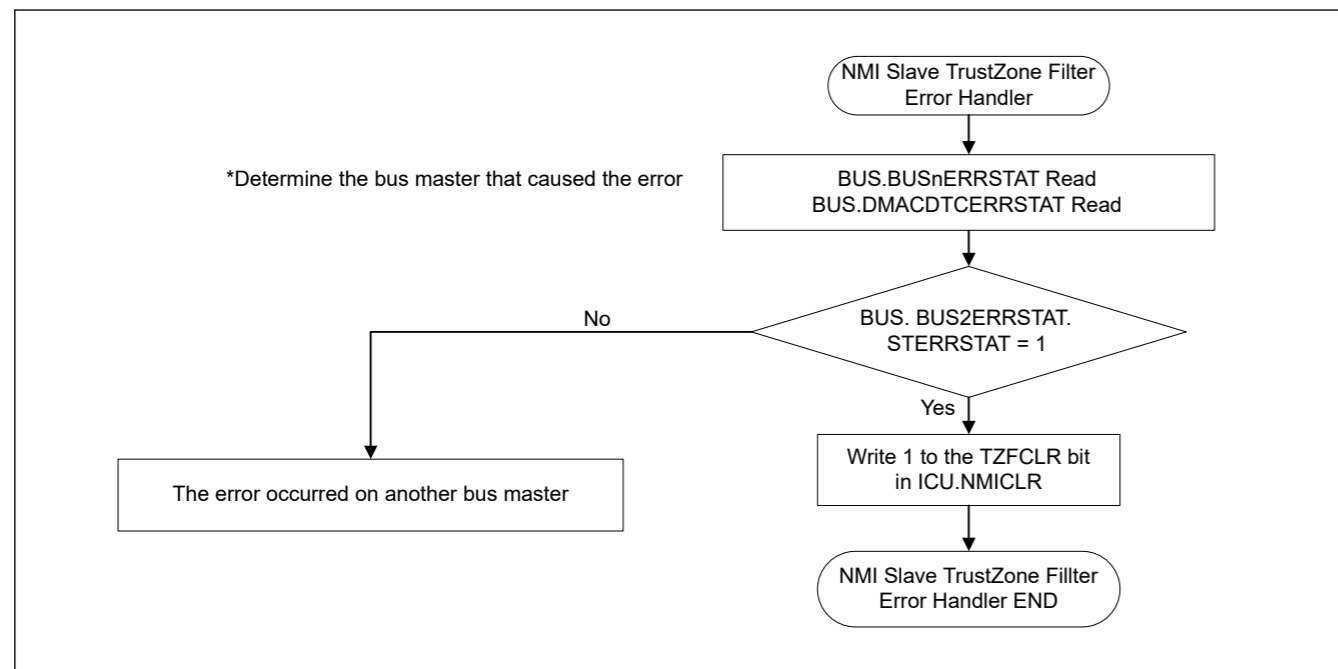 NMI Slave TrustZone Filter
Error Handler
*Determine the bus master that caused the error
BUS.BUSnERRSTAT Read
BUS.DMACDTCERRSTAT Read
No
BUS. BUS2ERRSTAT.
STERRSTAT = 1
Yes
The error occurred on another bus master
Write 1 to the TZFCLR bit
in ICU.NMICLR
NMI Slave TrustZone Fillter
Error Handler END